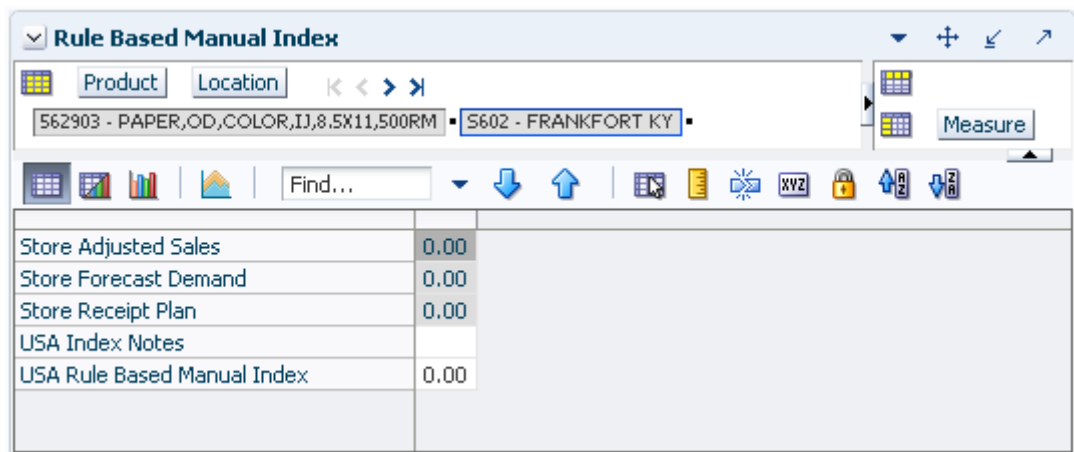 Rule Based Manual Index
Product Location
562903 - PAPER,OD,COLOR,IJ,8.5X11,500RM S602 - FRANKFORT KY
Measure
Find...
XYZ
A Z Z A
Store Adjusted Sales 0.00
Store Forecast Demand 0.00
Store Receipt Plan 0.00
USA Index Notes
USA Rule Based Manual Index 0.00